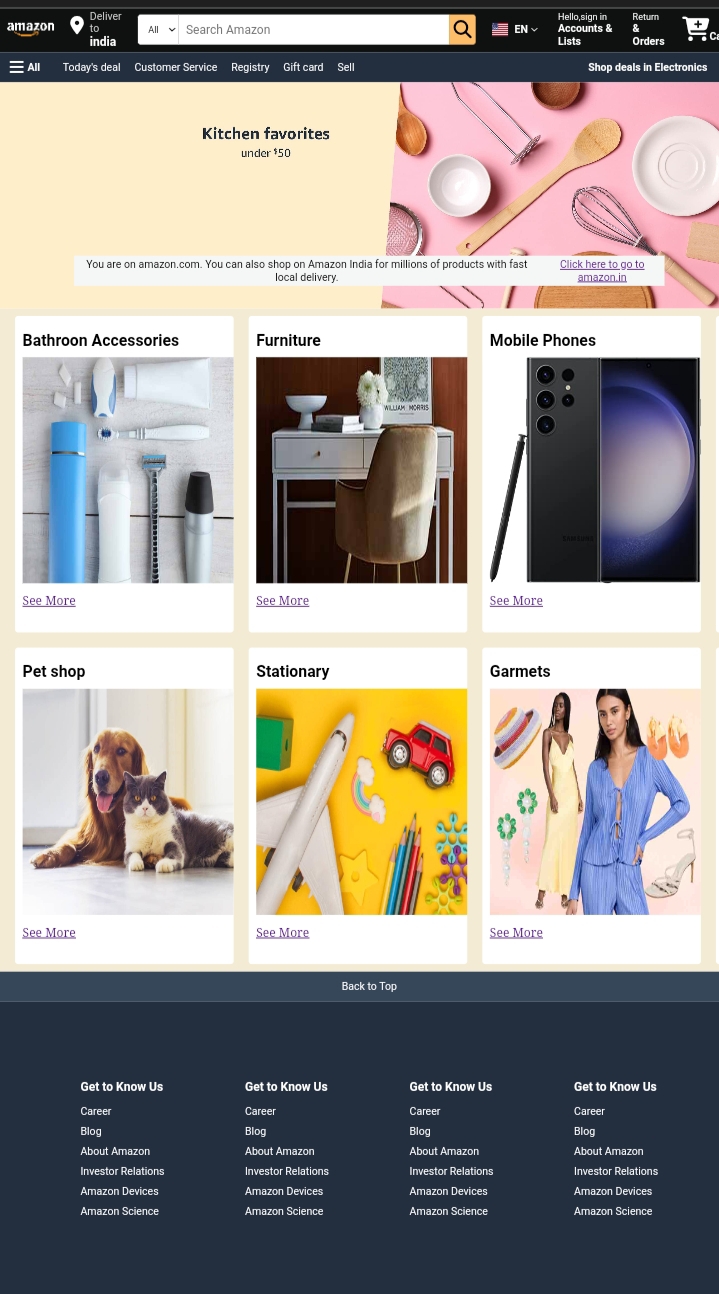 amazon
Deliver
to
india
All
Search Amazon
EN
Hello,sign in
Accounts &
Lists
Return
&
Orders
All
Today's deal
Customer Service
Registry
Gift card
Sell
Shop deals in Electronics
Kitchen favorites
under $50
You are on amazon.com. You can also shop on Amazon India for millions of products with fast
local delivery.
Click here to go to
amazon.in
Bathroon Accessories
Furniture
Mobile Phones
WILLIAM MORRIS
SAMSUNG
See More
See More
See More
Pet shop
Stationary
Garmets
See More
See More
See More
Back to Top
Get to Know Us
Career
Blog
About Amazon
Investor Relations
Amazon Devices
Amazon Science
Get to Know Us
Career
Blog
About Amazon
Investor Relations
Amazon Devices
Amazon Science
Get to Know Us
Career
Blog
About Amazon
Investor Relations
Amazon Devices
Amazon Science
Get to Know Us
Career
Blog
About Amazon
Investor Relations
Amazon Devices
Amazon Science